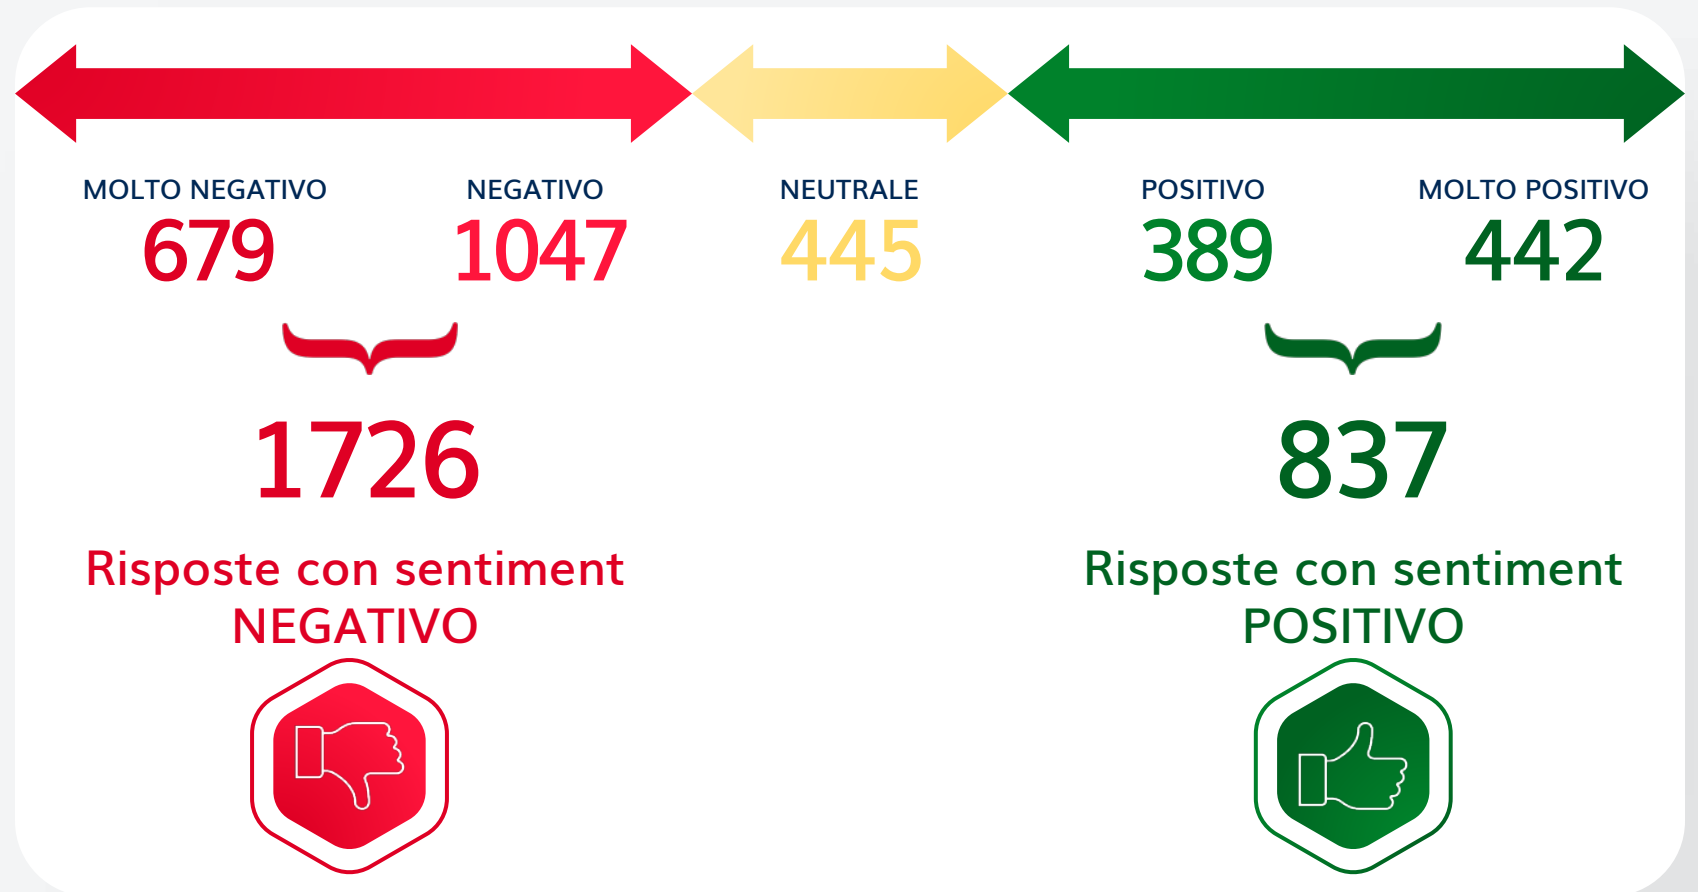 MOLTO NEGATIVO
679
NEGATIVO
1047
NEUTRALE
445
POSITIVO
389
MOLTO POSITIVO
442
1726
Risposte con sentiment
NEGATIVO
837
Risposte con sentiment
POSITIVO